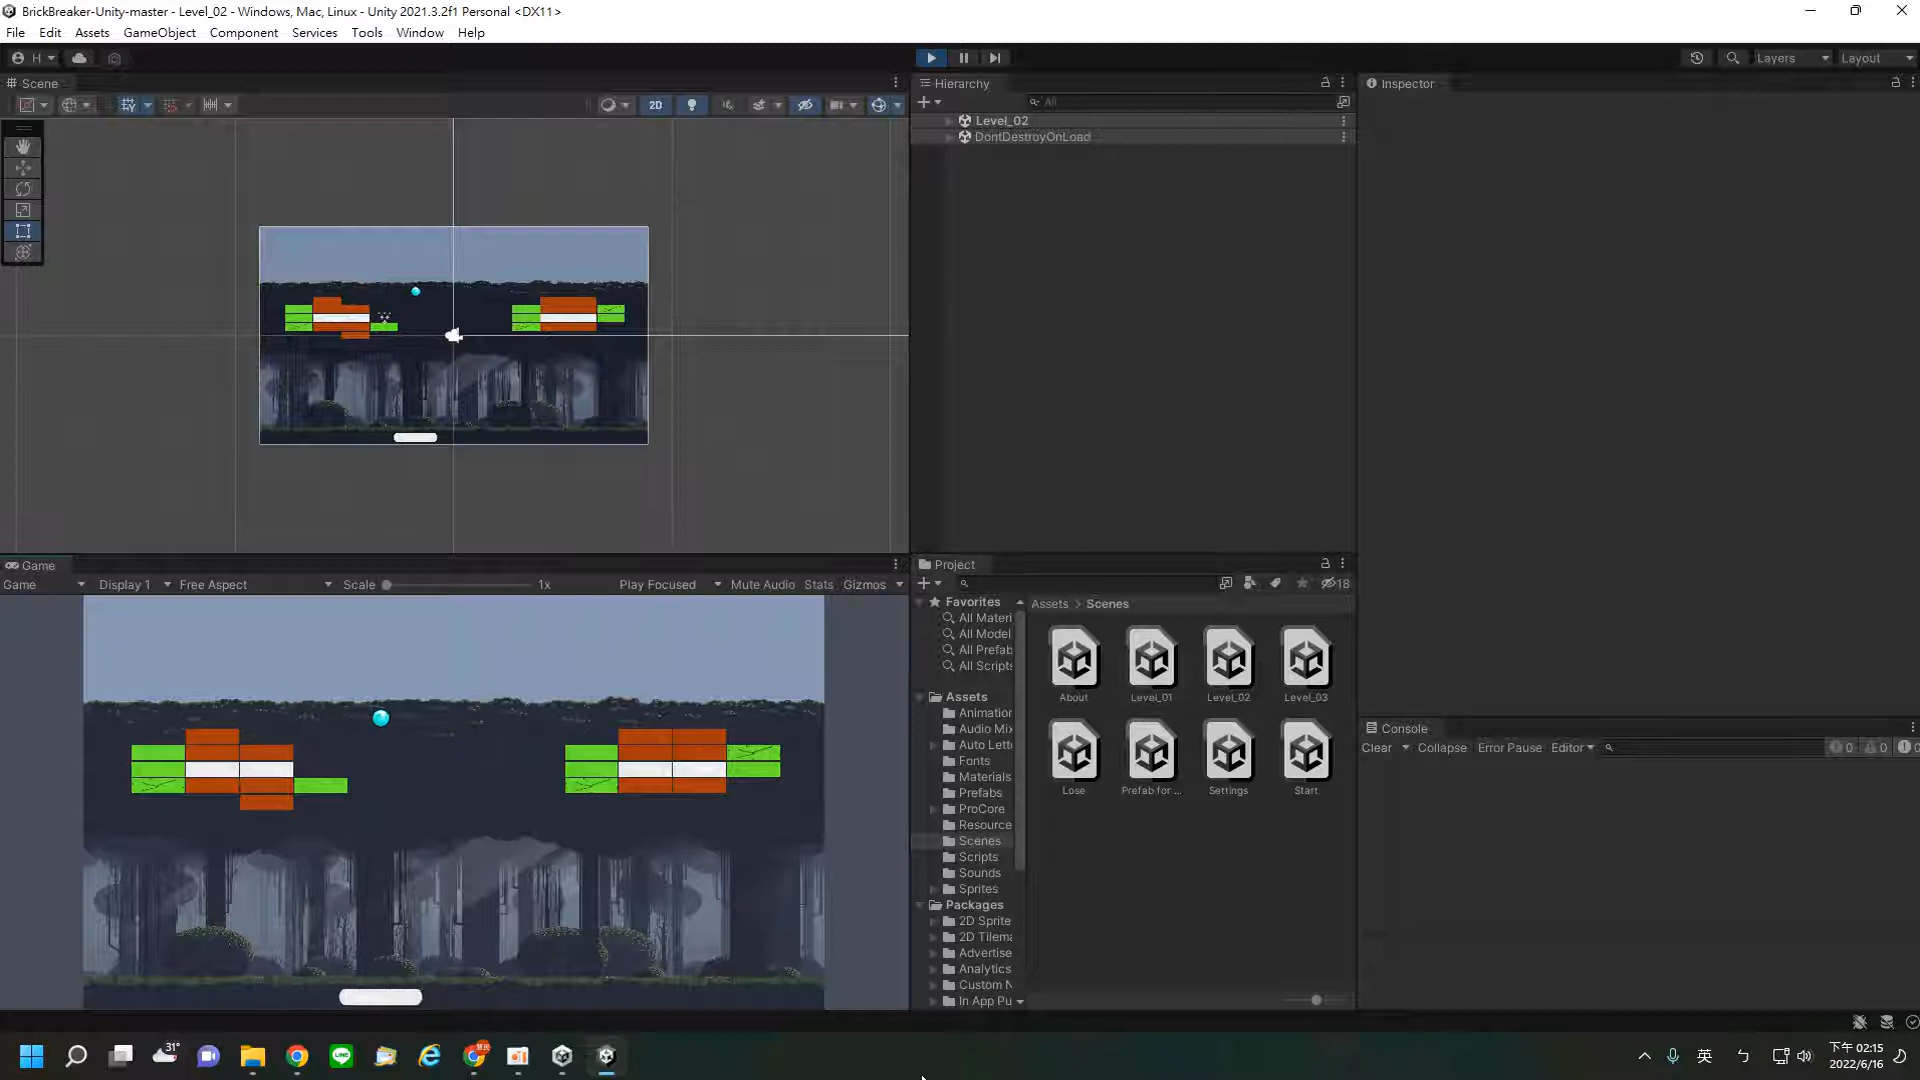 BrickBreaker-Unity-master - Level_02 - Windows, Mac, Linux - Unity 2021.3.2f1 Personal <DX11>
File Edit Assets GameObject Component Services Tools Window Help
H
Layers Layout
Scene
2D
Hierarchy
All
Level_02
DontDestroyOnLoad
Inspector
Game
Game Display 1 Free Aspect Scale 1x Play Focused Mute Audio Stats Gizmos
Project
18
Favorites
All Materi
All Model
All Prefab
All Scripts
Assets
Animation
Audio Mix
Auto Lett
Fonts
Materials
Prefabs
ProCore
Resource
Scenes
Scripts
Sounds
Sprites
Packages
2D Sprite
2D Tilema
Advertise
Analytics
Custom N
In App Pu
Assets > Scenes
About Level_01 Level_02 Level_03
Lose Prefab for ... Settings Start
Console
Clear Collapse Error Pause Editor 0 0 0
31°
LINE
英
下午 02:15
2022/6/16